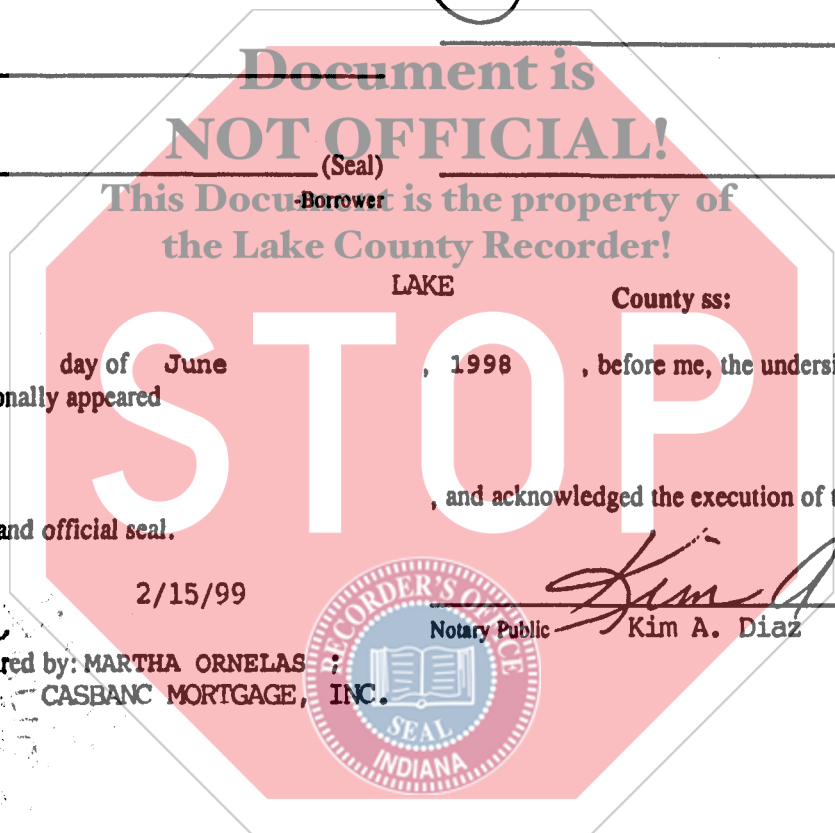 Document is
NOT OFFICIAL!
(Seal)
This Document is the property of
-Borrower
the Lake County Recorder!
LAKE
County ss:
STOP
day of June , 1998 , before me, the undersi
onally appeared
, and acknowledged the execution of t
and official seal.
2/15/99
Kim A
Notary Public Kim A. Diaz
red by: MARTHA ORNELAS ;
CASBANC MORTGAGE, INC.
RECORDER'S OFFICE
SEAL
INDIANA